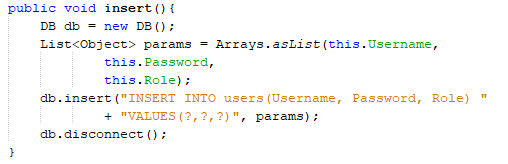 public void insert(){
DB db = new DB();
List<Object> params = Arrays.asList(this.Username,
this.Password,
this.Role);
db.insert("INSERT INTO users(Username, Password, Role) "
+ "VALUES(?,?,?)", params);
db.disconnect();
}